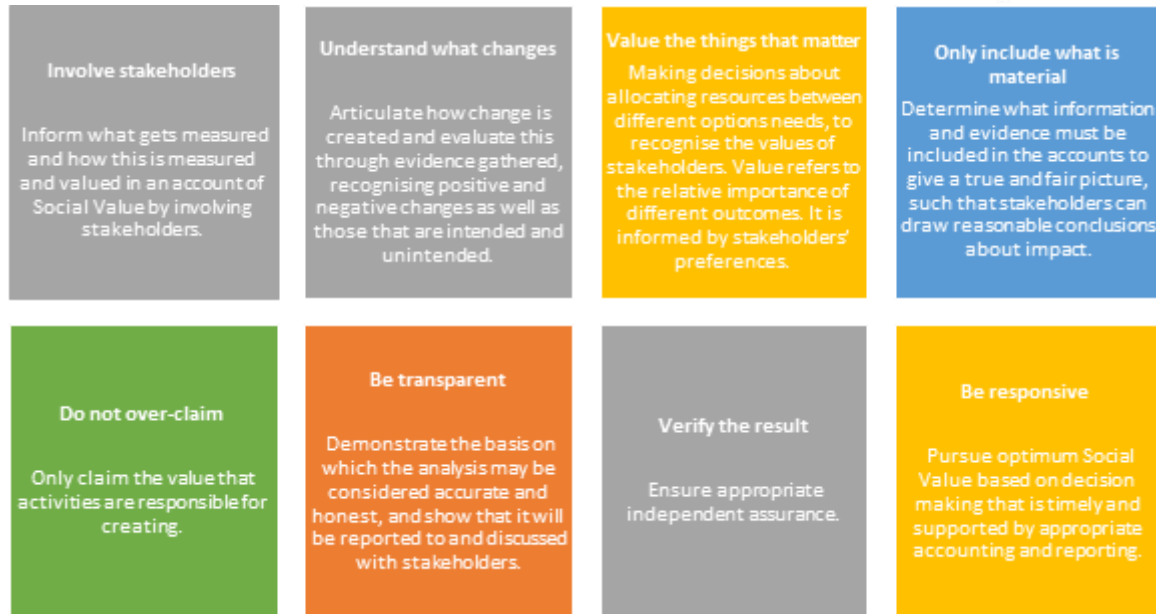 Involve stakeholders
Inform what gets measured
and how this is measured
and valued in an account of
Social Value by involving
stakeholders.
Understand what changes
Articulate how change is
created and evaluate this
through evidence gathered,
recognising positive and
negative changes as well as
those that are intended and
unintended.
Value the things that matter
Making decisions about
allocating resources between
different options needs, to
recognise the values of
stakeholders. Value refers to
the relative importance of
different outcomes. It is
informed by stakeholders'
preferences.
Only include what is
material
Determine what information
and evidence must be
included in the accounts to
give a true and fair picture,
such that stakeholders can
draw reasonable conclusions
about impact.
Do not over-claim
Only claim the value that
activities are responsible for
creating.
Be transparent
Demonstrate the basis on
which the analysis may be
considered accurate and
honest, and show that it will
be reported to and discussed
with stakeholders.
Verify the result
Ensure appropriate
independent assurance.
Be responsive
Pursue optimum Social
Value based on decision
making that is timely and
supported by appropriate
accounting and reporting.